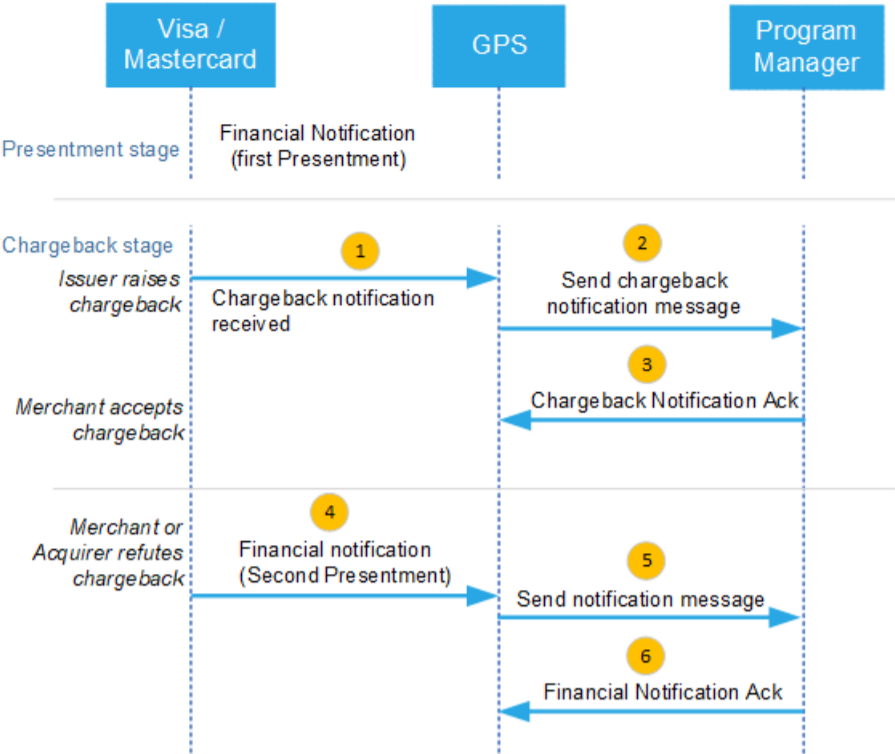 Visa /
Mastercard
GPS
Program
Manager
Presentment stage
Financial Notification
(first Presentment)
Chargeback stage
Issuer raises
chargeback
1
Chargeback notification
received
2
Send chargeback
notification message
3
Chargeback Notification Ack
Merchant accepts
chargeback
Merchant or
Acquirer refutes
chargeback
4
Financial notification
(Second Presentment)
5
Send notification message
6
Financial Notification Ack